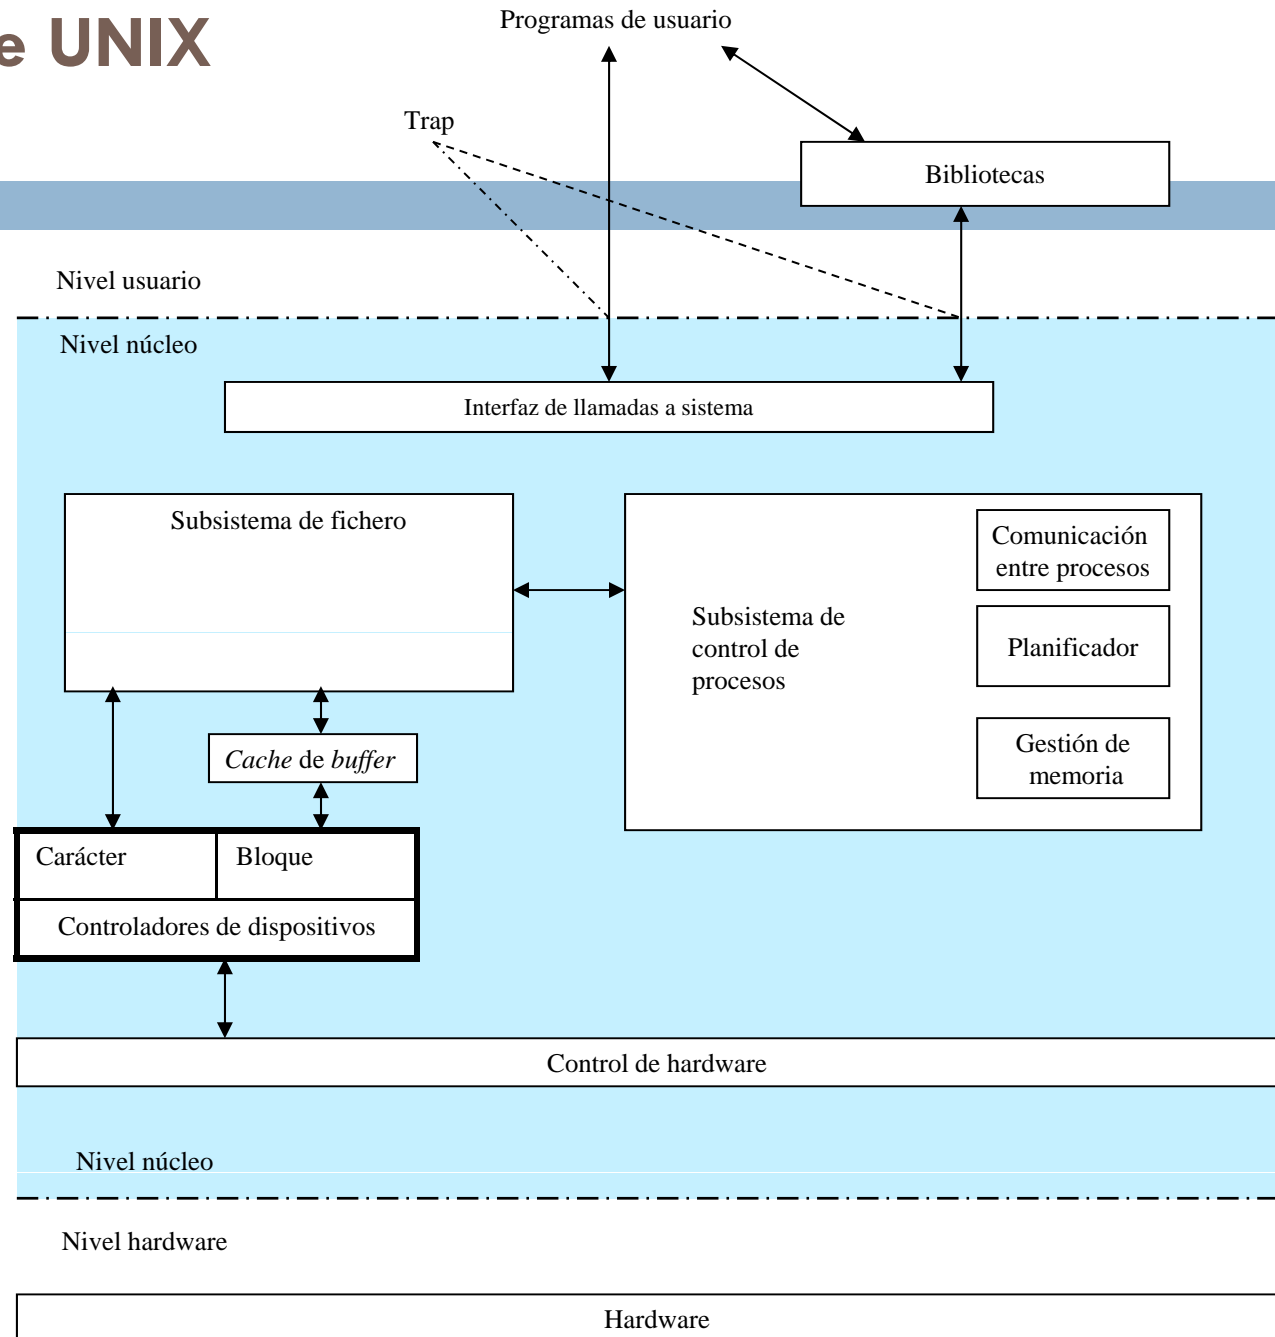 Programas de usuario
e UNIX
Trap
Bibliotecas
Nivel usuario
Nivel núcleo
Interfaz de llamadas a sistema
Subsistema de fichero
Comunicación
entre procesos
Subsistema de
control de
procesos
Planificador
Gestión de
memoria
Cache de buffer
Carácter
Bloque
Controladores de dispositivos
Control de hardware
Nivel núcleo
Nivel hardware
Hardware